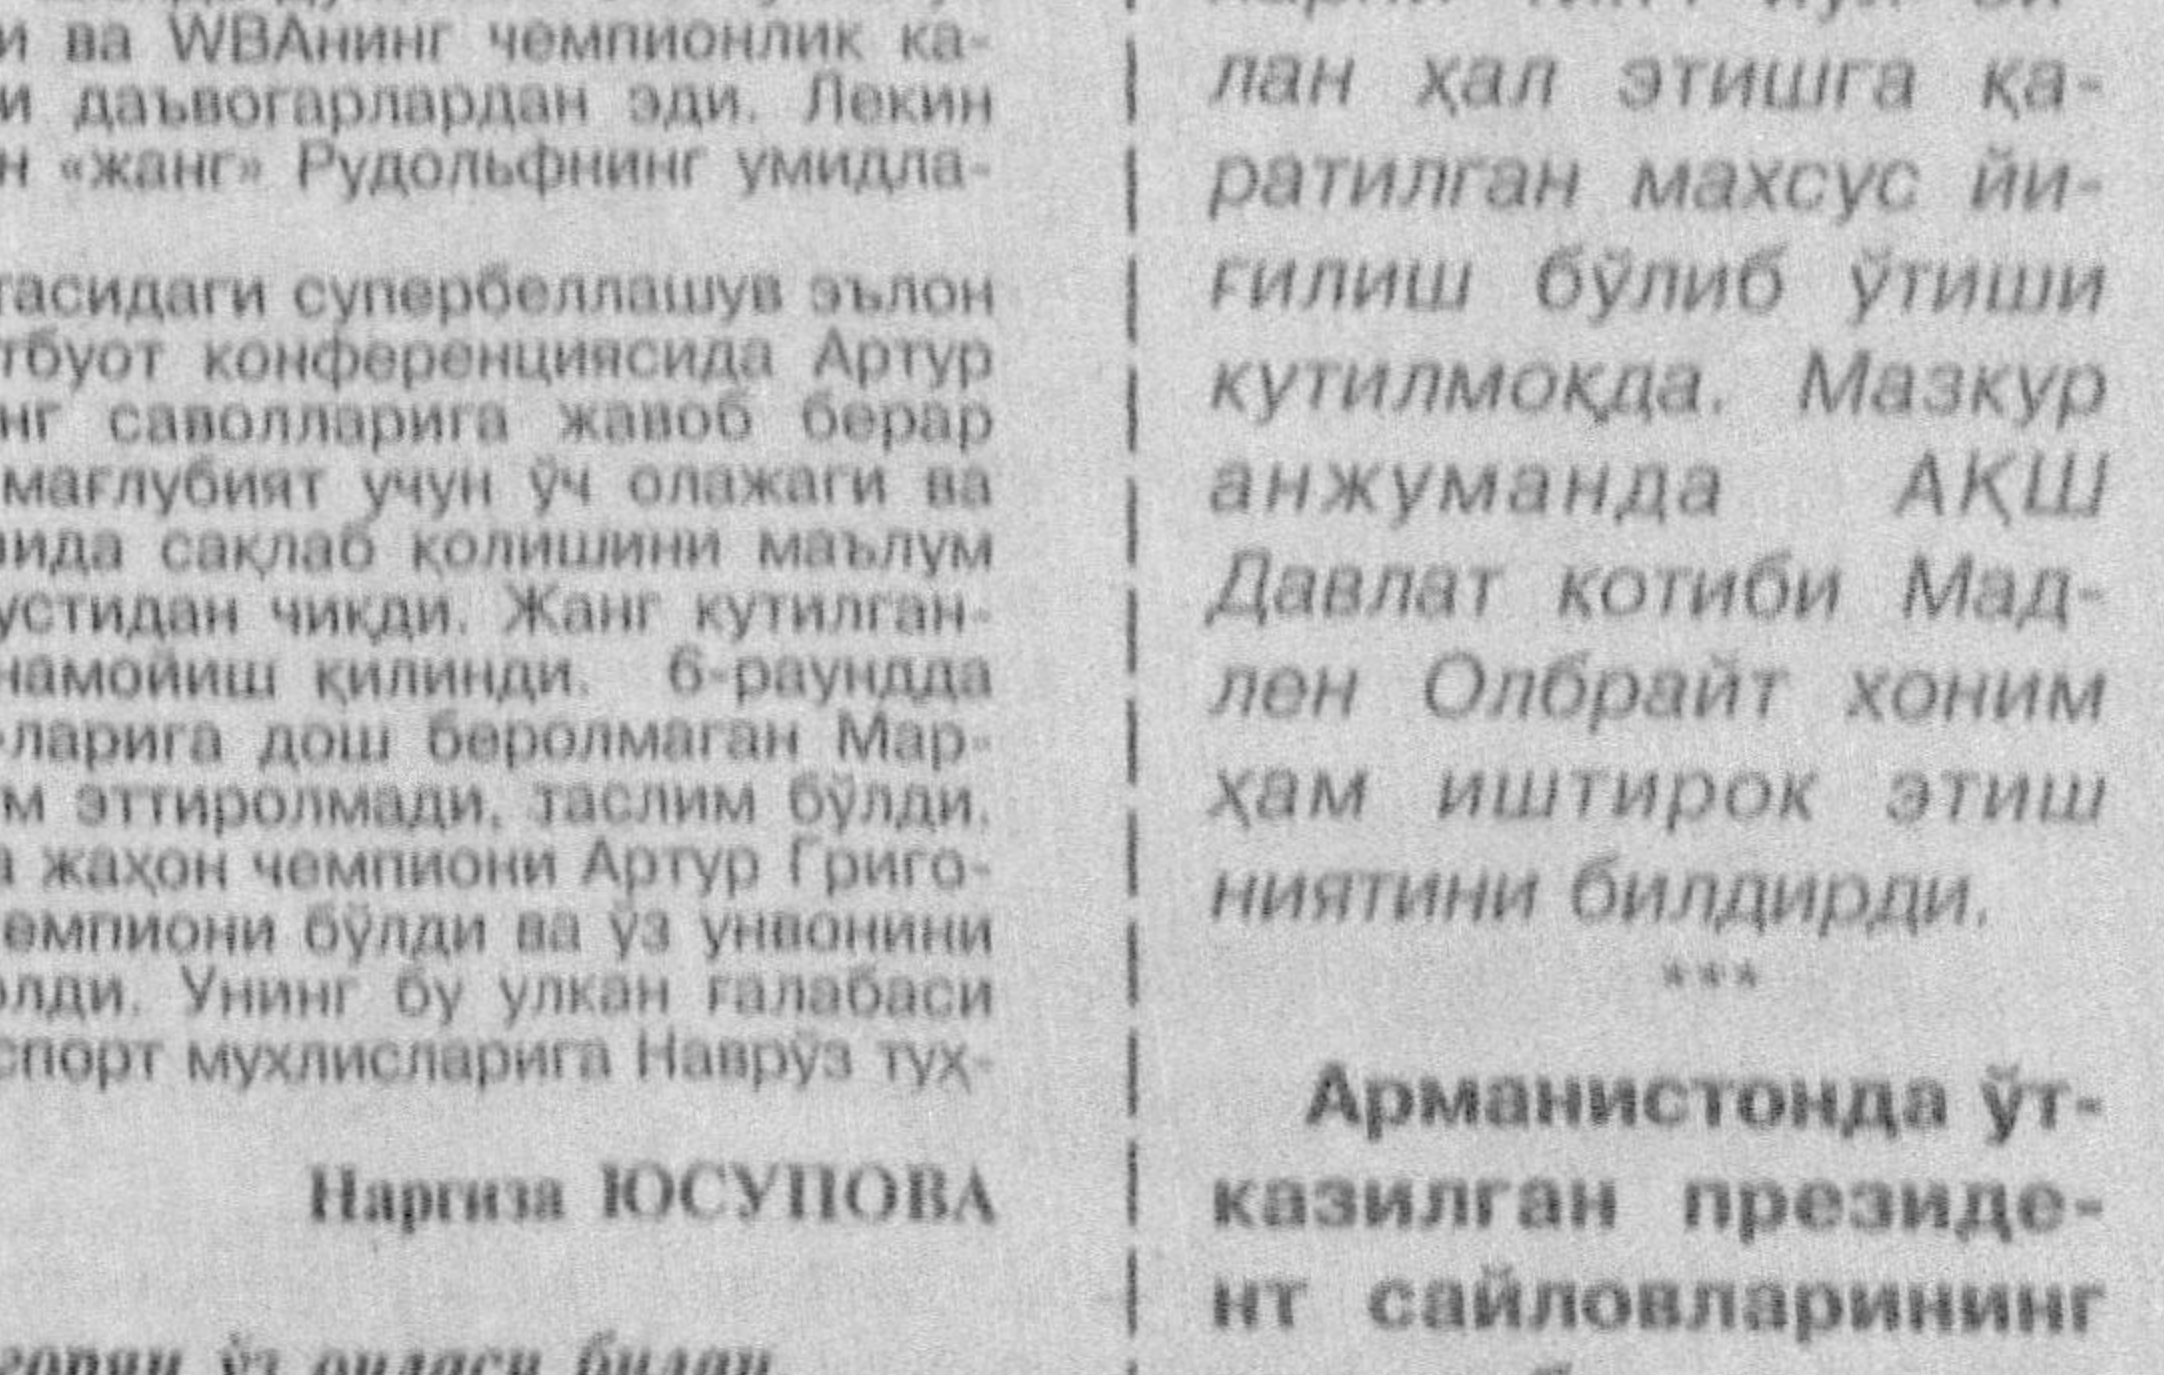 и ва WBAнинг чемпионлик ка-
и даъвогарлардан эди. Лекин
н «жанг» Рудольфнинг умидла-
тасидаги супербеллашув эълон
тбуот конференциясида Артур
нг саволларига жавоб берар
мағлубият учун ўч олажаги ва
ида сақлаб қолишини маълум
устидан чиқди. Жанг кутилган-
намойиш қилинди. 6-раундда
ларига дош беролмаган Мар-
м эттиролмади, таслим бўлди.
а жаҳон чемпиони Артур Григо-
емпиони бўлди ва ўз унвонини
олди. Унинг бу улкан ғалабаси
спорт мухлисларига Наврўз туҳ-
Наргиза ЮСУПОВА
ўз оиласи билан.
лан ҳал этишга қа-
ратилган махсус йи-
ғилиш бўлиб ўтиши
кутилмоқда. Мазкур
анжуманда АҚШ
Давлат котиби Мад-
лен Олбрайт хоним
ҳам иштирок этиш
ниятини билдирди.
***
Арманистонда ўт-
казилган президе-
нт сайловларининг